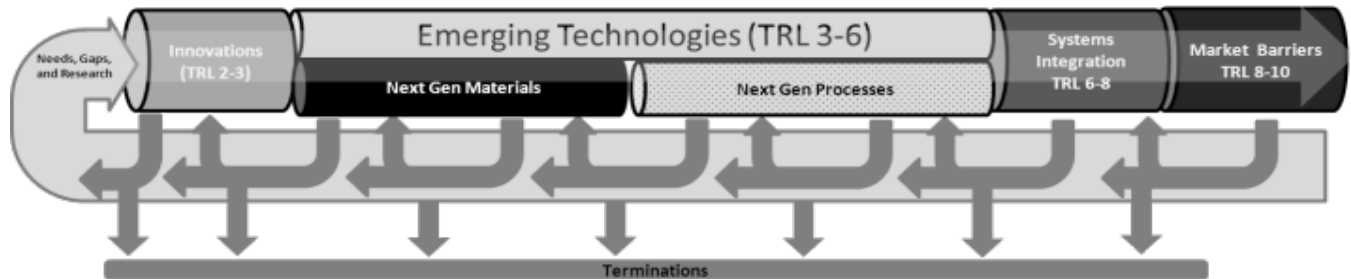 Needs, Gaps,
and Research
Innovations
(TRL 2-3)
Emerging Technologies (TRL 3-6)
Next Gen Materials
Next Gen Processes
Systems
Integration
TRL 6-8
Market Barriers
TRL 8-10
Terminations